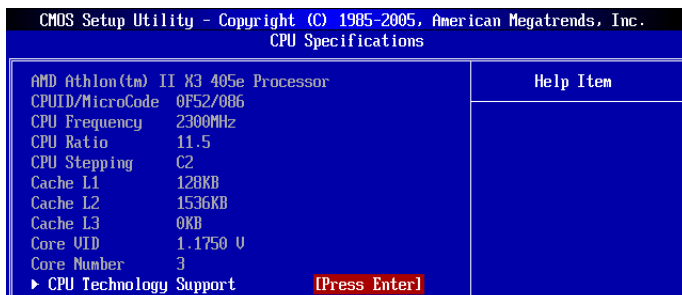 CMOS Setup Utility - Copyright (C) 1985-2005, American Megatrends, Inc.
CPU Specifications
AMD Athlon(tm) II X3 405e Processor
Help Item
CPUID/MicroCode 0F52/086
CPU Frequency 2300MHz
CPU Ratio 11.5
CPU Stepping C2
Cache L1 128KB
Cache L2 1536KB
Cache L3 0KB
Core VID 1.1750 V
Core Number 3
▶ CPU Technology Support [Press Enter]